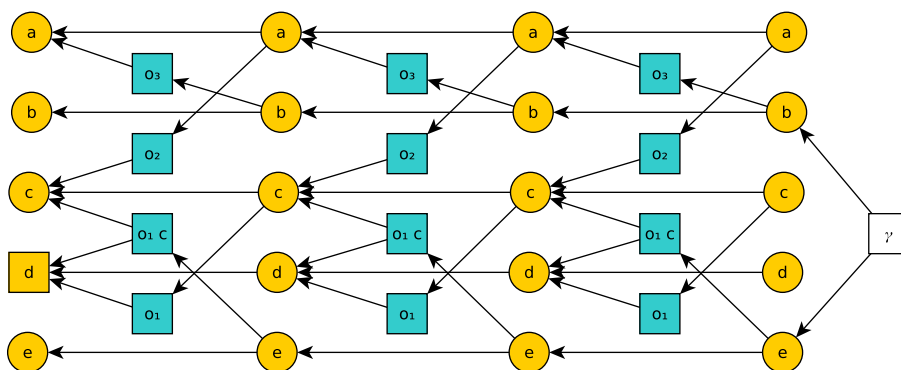 a a a a
o₃ o₃ o₃
b b b b
o₂ o₂ o₂
c c c c
o₁ c o₁ c o₁ c γ
d d d d
o₁ o₁ o₁
e e e e